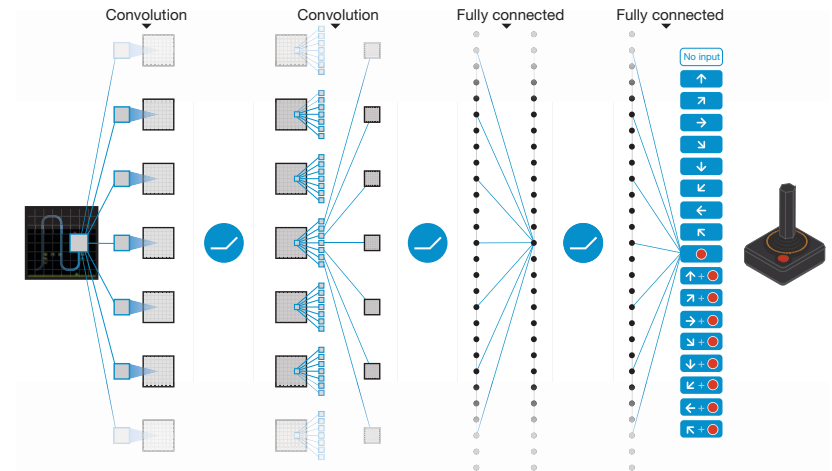 Convolution
Convolution
Fully connected
Fully connected
No input
+
+
+
+
+
+
+
+